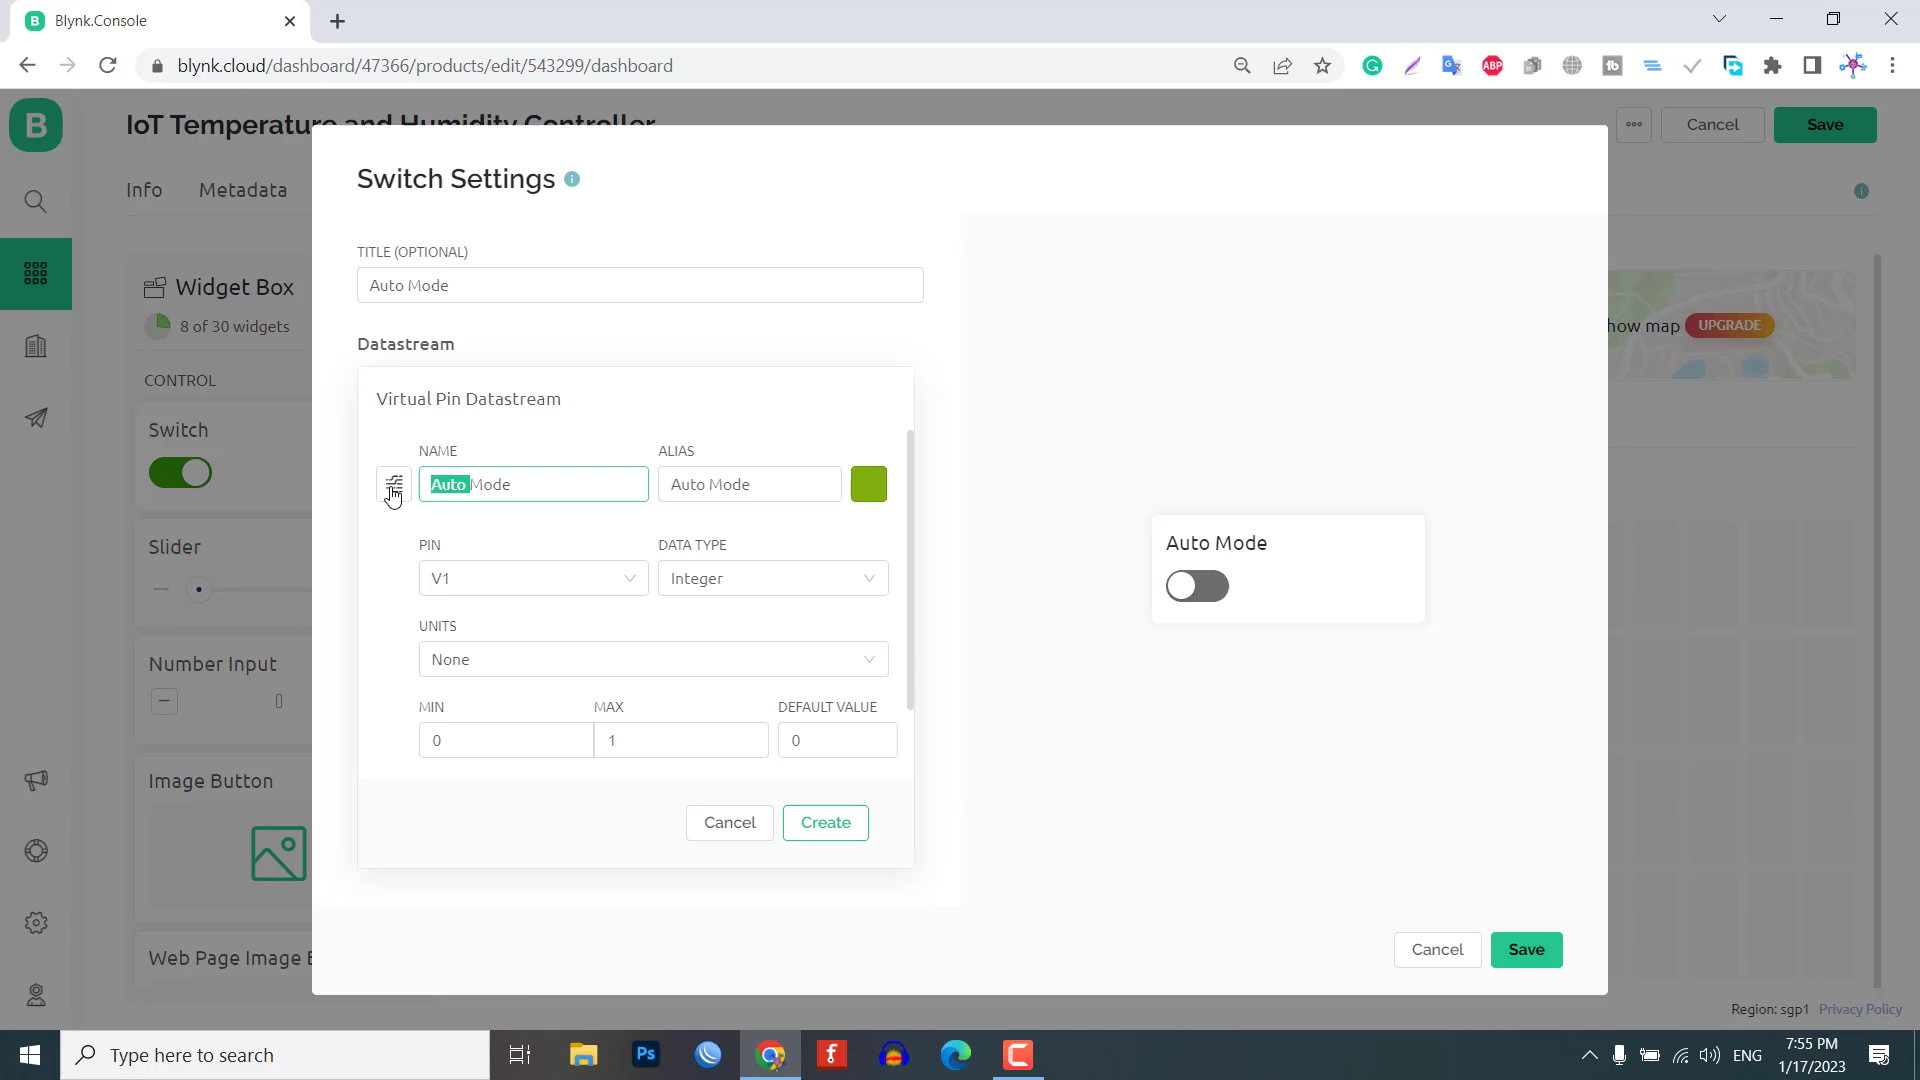 Blynk.Console
blynk.cloud/dashboard/47366/products/edit/543299/dashboard
ABP
B
IoT Temperature and Humidity Controller
Cancel
Save
Info
Metadata
Widget Box
8 of 30 widgets
CONTROL
Switch
Slider
Number Input
0
Image Button
Web Page Image
Switch Settings
TITLE (OPTIONAL)
Auto Mode
Datastream
Virtual Pin Datastream
NAME
ALIAS
Auto Mode
Auto Mode
PIN
DATA TYPE
V1
Integer
UNITS
None
MIN
MAX
DEFAULT VALUE
0
1
0
Cancel
Create
Auto Mode
how map
UPGRADE
Cancel
Save
Region: sgp1
Privacy Policy
Type here to search
Ps
ENG
7:55 PM
1/17/2023